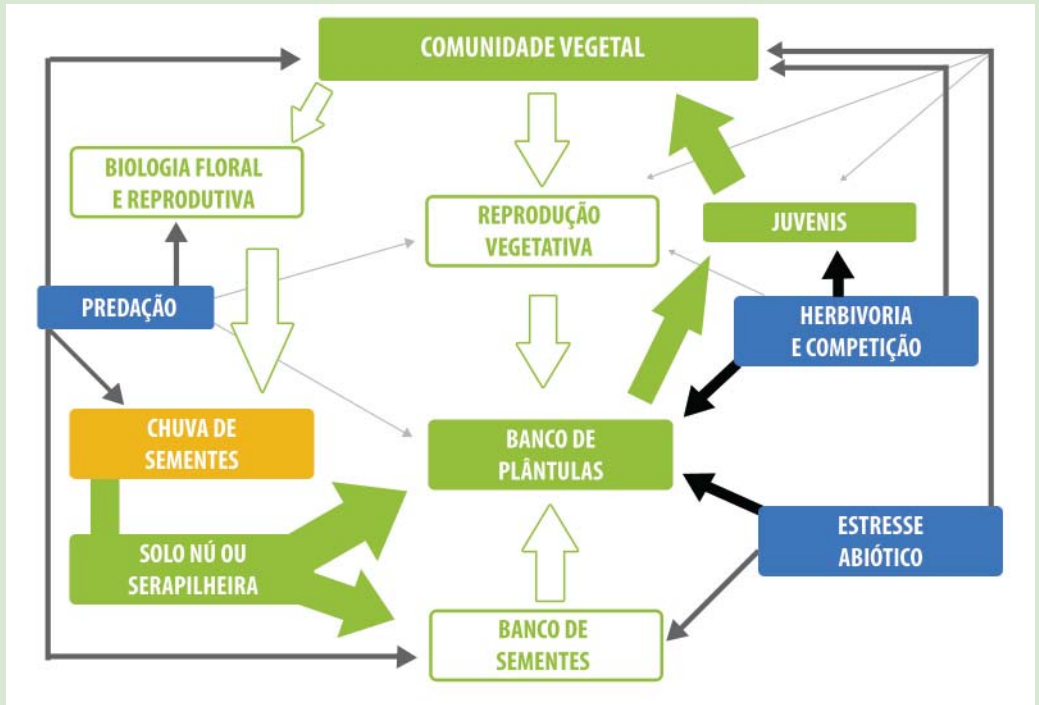 COMUNIDADE VEGETAL
BIOLOGIA FLORAL
E REPRODUTIVA
REPRODUÇÃO
VEGETATIVA
JUVENIS
PREDAÇÃO
HERBIVORIA
E COMPETIÇÃO
CHUVA DE
SEMENTES
BANCO DE
PLÂNTULAS
SOLO NÚ OU
SERAPILHEIRA
ESTRESSE
ABIÓTICO
BANCO DE
SEMENTES